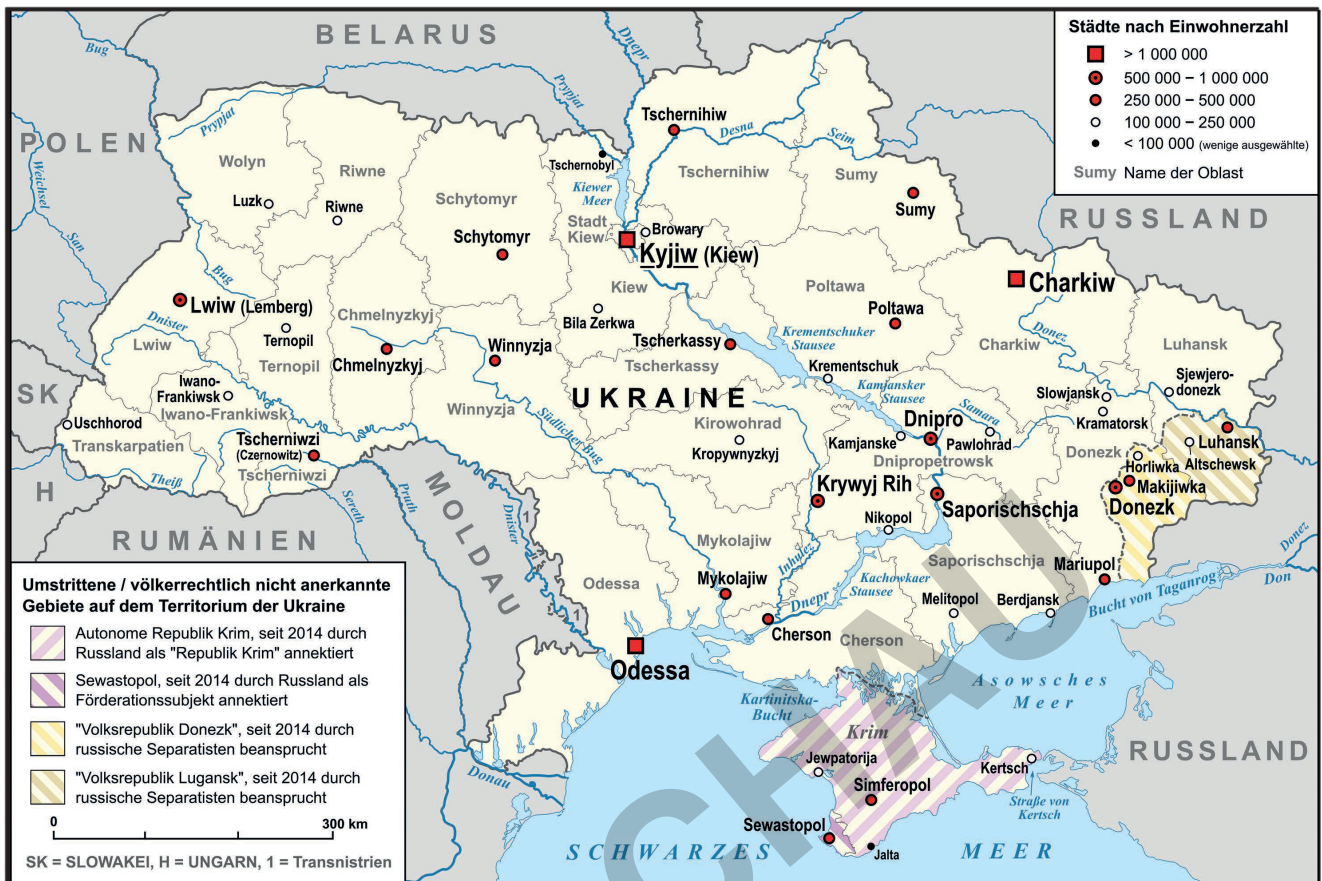 BELARUS
POLEN
RUSSLAND
SK
H
RUMÄNIEN
MOLDAU
RUSSLAND
UKRAINE
Städte nach Einwohnerzahl
> 1 000 000
500 000 – 1 000 000
250 000 – 500 000
100 000 – 250 000
< 100 000 (wenige ausgewählte)
Sumy Name der Oblast
Bug
Dnepr
Prypjat
Prypjat
Desna
Seim
Weichsel
San
Bug
Kiewer
Meer
Tschernihiw
Tschernobyl
Wolyn
Riwne
Schytomyr
Tschernihiw
Sumy
Luzk
Riwne
Schytomyr
Stadt
Kiew
Browary
Kyjiw (Kiew)
Sumy
Charkiw
Lwiw (Lemberg)
Dnister
Lwiw
Ternopil
Ternopil
Chmelnyzkyj
Chmelnyzkyj
Winnyzja
Winnyzja
Kiew
Bila Zerkwa
Tscherkassy
Tscherkassy
Poltawa
Poltawa
Krementschuker
Stausee
Krementschuk
Kamjansker
Stausee
Charkiw
Donez
Luhansk
Sjewjero-
donezk
Slowjansk
Kramatorsk
Iwano-
Frankiwsk
Iwano-Frankiwsk
Uschhorod
Transkarpatien
Tscherniwzi
(Czernowitz)
Tscherniwzi
Theiß
Sereth
Pruth
Dnister
Südlicher Bug
Kirowohrad
Kropywnyzkyj
Kamjanske
Dnipro
Samara
Pawlohrad
Dnipropetrowsk
Donezk
Horliwka
Luhansk
Altschewsk
Makijiwka
Donezk
Krywyj Rih
Saporischschja
Nikopol
1
1
Odessa
Mykolajiw
Mykolajiw
Inhulez
Dnepr
Kachowkaer
Stausee
Saporischschja
Mariupol
Melitopol
Berdjansk
Bucht von Taganrog
Donez
Don
Cherson
Cherson
Odessa
Kartinitska-
Bucht
Asowsches
Meer
Krim
Jewpatorija
Simferopol
Kertsch
Straße von
Kertsch
Sewastopol
Jalta
Donau
SCHWARZES MEER
Umstrittene / völkerrechtlich nicht anerkannte
Gebiete auf dem Territorium der Ukraine
Autonome Republik Krim, seit 2014 durch
Russland als "Republik Krim" annektiert
Sewastopol, seit 2014 durch Russland als
Förderationssubjekt annektiert
"Volksrepublik Donezk", seit 2014 durch
russische Separatisten beansprucht
"Volksrepublik Lugansk", seit 2014 durch
russische Separatisten beansprucht
0 300 km
SK = SLOWAKEI, H = UNGARN, 1 = Transnistrien
CHAU